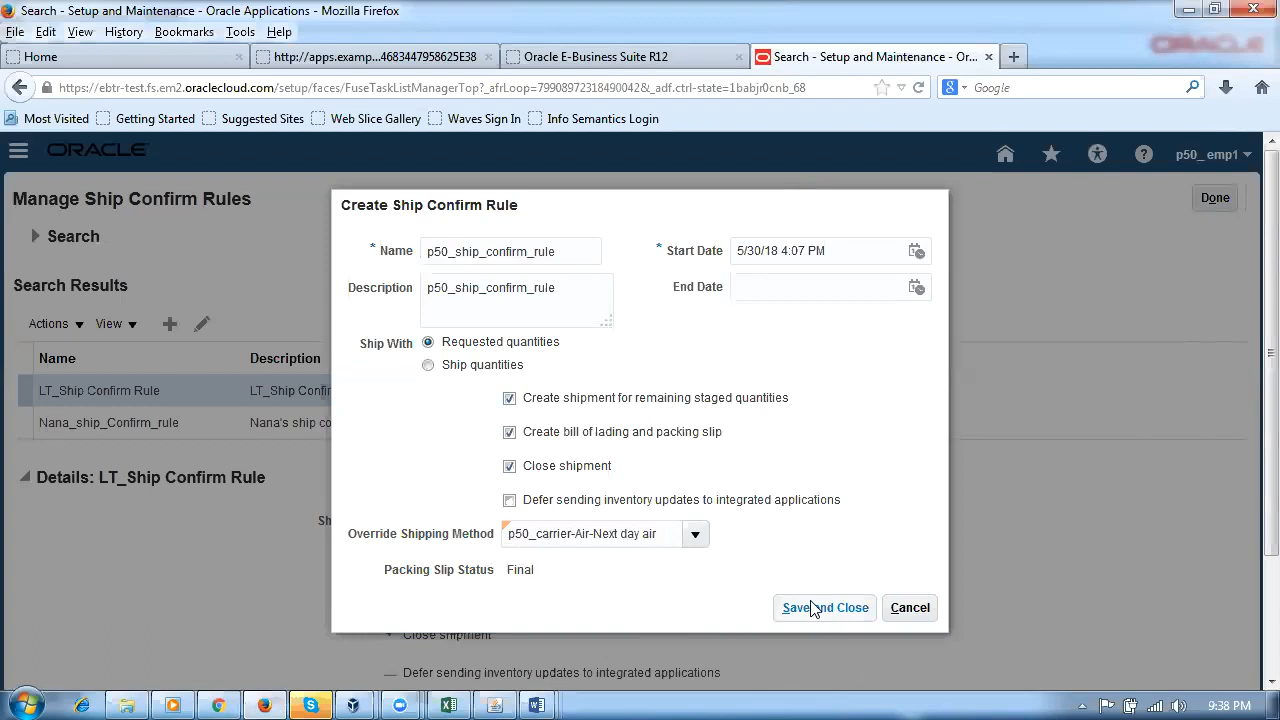 Search - Setup and Maintenance - Oracle Applications - Mozilla Firefox
File Edit View History Bookmarks Tools Help
Home http://apps.examp...4683447958625E38 Oracle E-Business Suite R12 Search - Setup and Maintenance - Or...
ORACLE
https://ebtr-test.fs.em2.oraclecloud.com/setup/faces/FuseTaskListManagerTop?_afrLoop=79908972318490042&_adf.ctrl-state=1babjr0cnb_68 Google
Most Visited Getting Started Suggested Sites Web Slice Gallery Waves Sign In Info Semantics Login
ORACLE p50_emp1
Manage Ship Confirm Rules Done
Search
Search Results
Actions View
Name Description
LT_Ship Confirm Rule LT_Ship Confir
Nana_ship_Confirm_rule Nana's ship co
Details: LT_Ship Confirm Rule
Sh
Create Ship Confirm Rule
* Name p50_ship_confirm_rule * Start Date 5/30/18 4:07 PM
Description p50_ship_confirm_rule End Date
Ship With Requested quantities
Ship quantities
Create shipment for remaining staged quantities
Create bill of lading and packing slip
Close shipment
Defer sending inventory updates to integrated applications
Override Shipping Method p50_carrier-Air-Next day air
Packing Slip Status Final
Save and Close Cancel
Close shipment
Defer sending inventory updates to integrated applications
9:38 PM